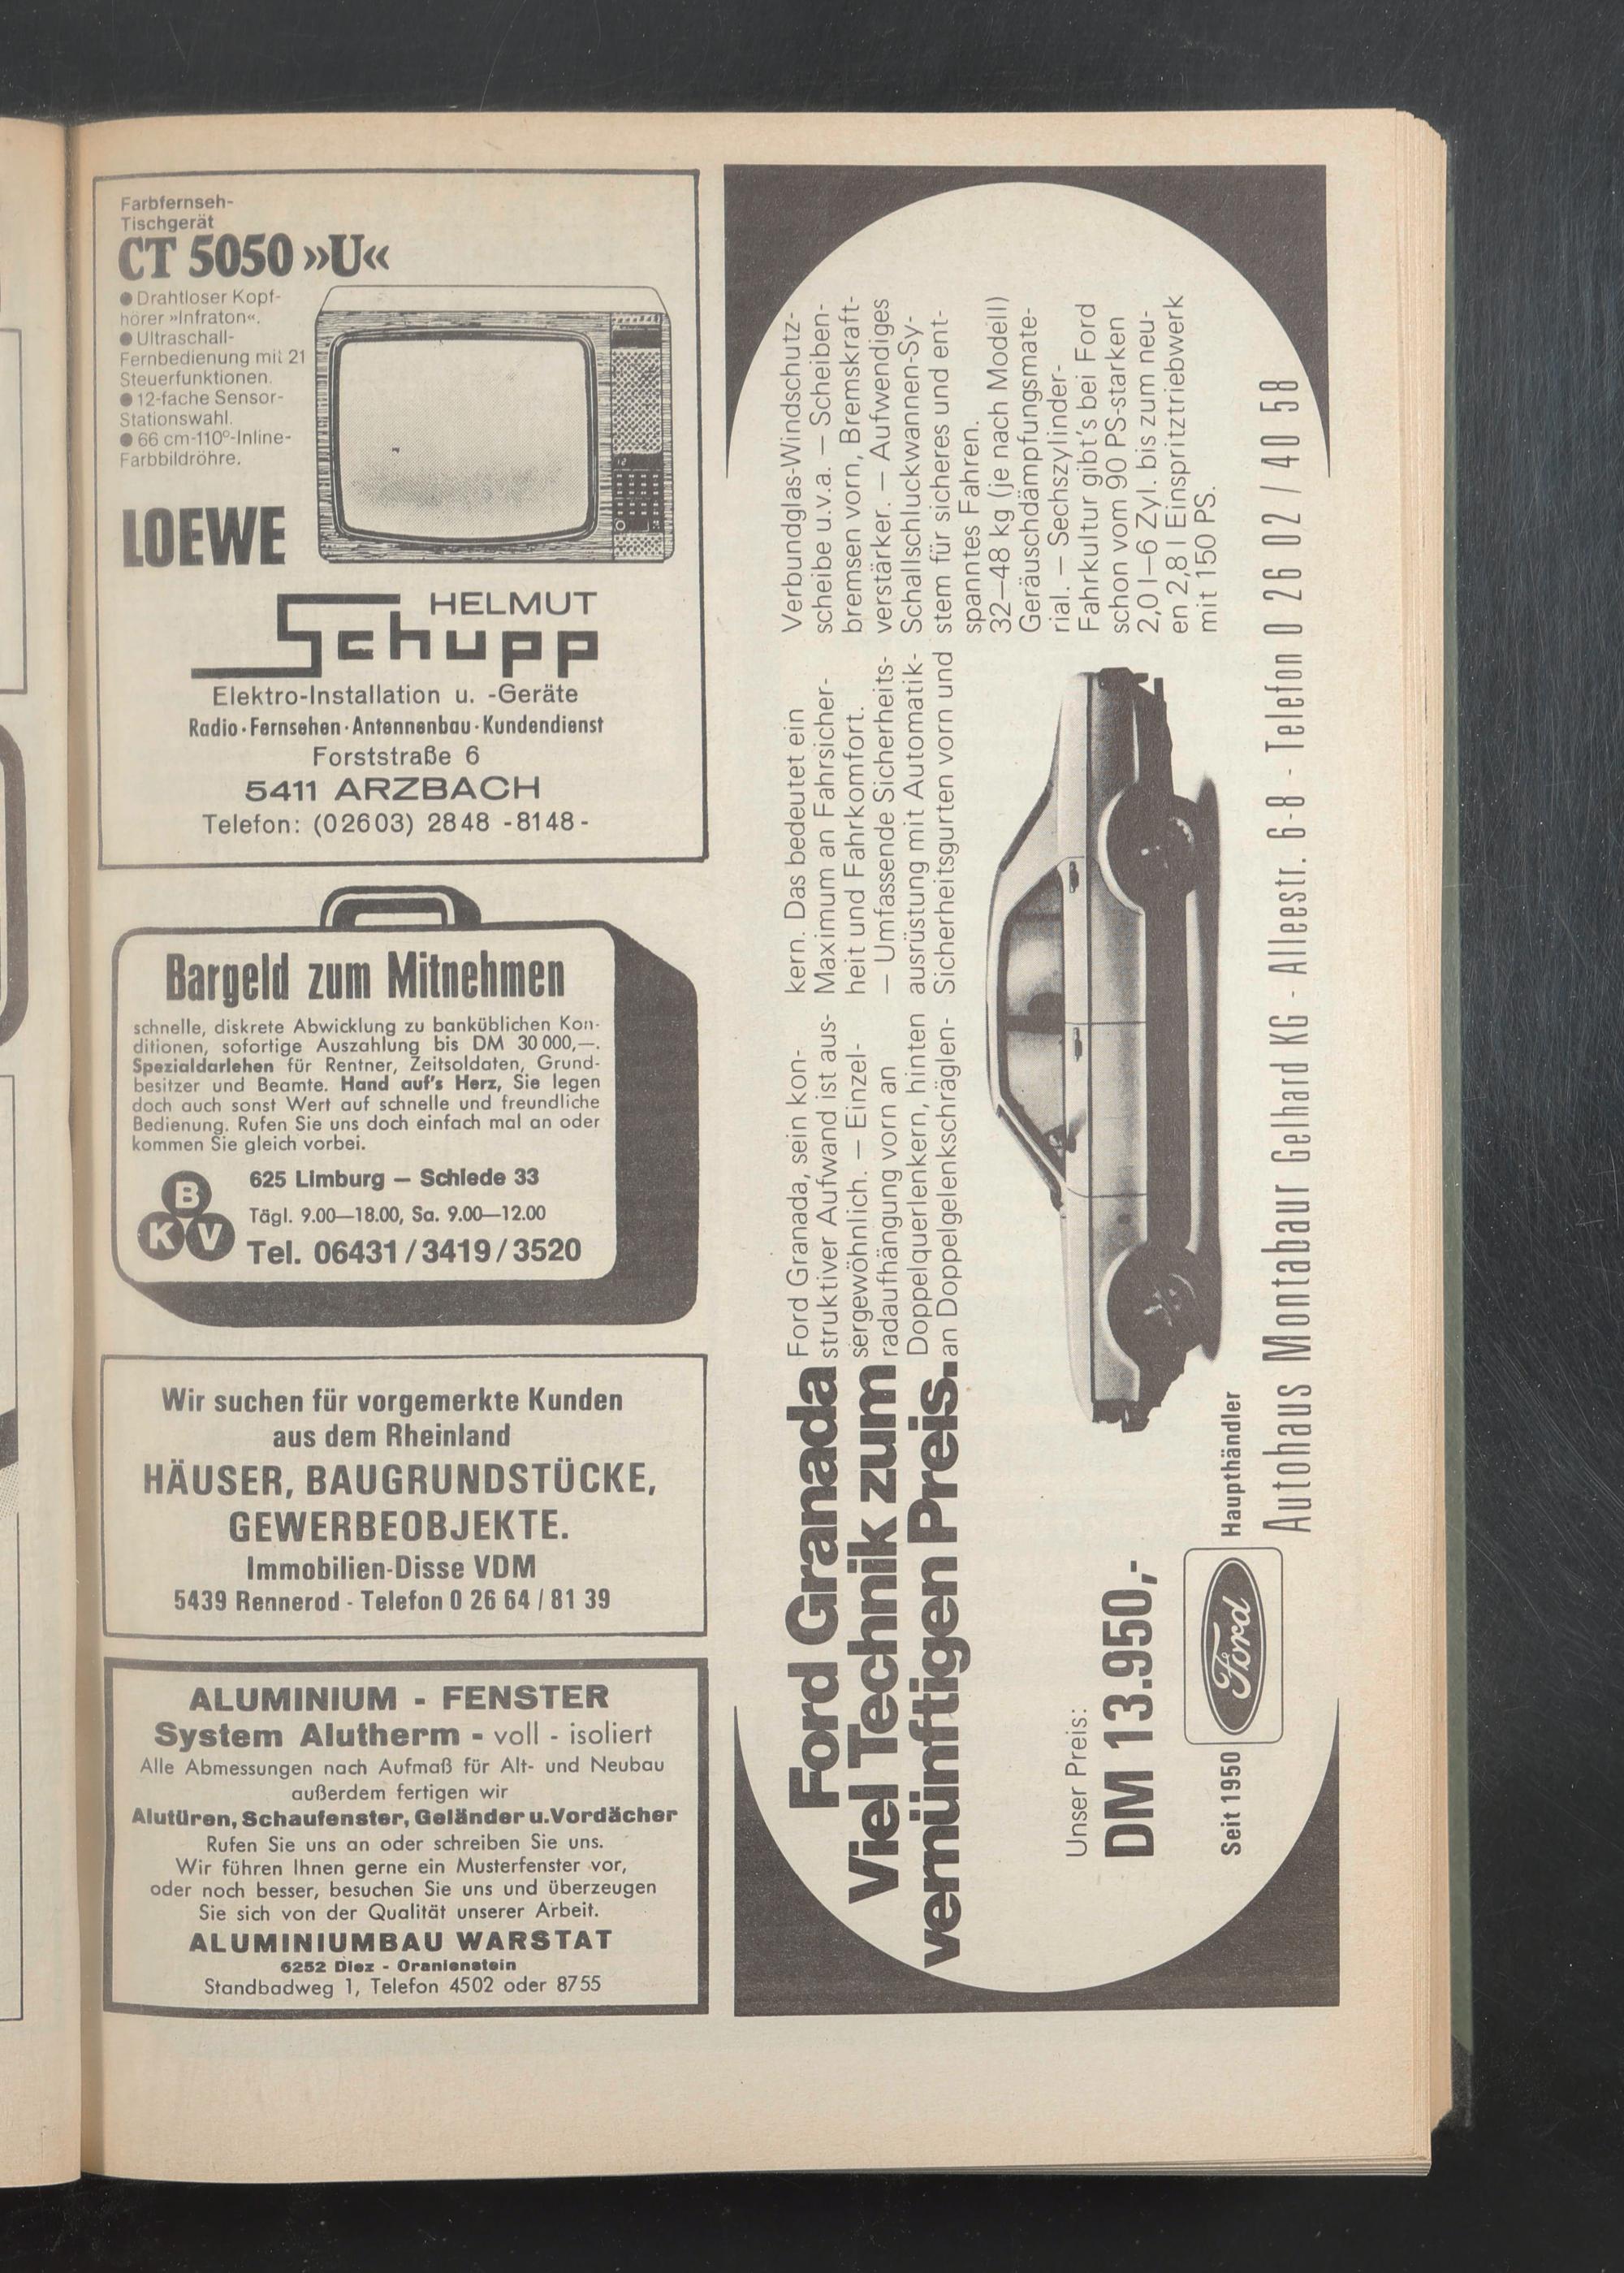 Farbfernseh-
Tischgerät
CT 5050 »U«
● Drahtloser Kopf-
hörer »Infraton«.
● Ultraschall-
Fernbedienung mit 21
Steuerfunktionen.
● 12-fache Sensor-
Stationswahl.
● 66 cm-110°-Inline-
Farbbildröhre.
LOEWE
HELMUT
Schupp
Elektro-Installation u. -Geräte
Radio · Fernsehen · Antennenbau · Kundendienst
Forststraße 6
5411 ARZBACH
Telefon: (02603) 2848 -8148-
Bargeld zum Mitnehmen
schnelle, diskrete Abwicklung zu banküblichen Kon-
ditionen, sofortige Auszahlung bis DM 30 000,—.
Spezialdarlehen für Rentner, Zeitsoldaten, Grund-
besitzer und Beamte. Hand auf's Herz, Sie legen
doch auch sonst Wert auf schnelle und freundliche
Bedienung. Rufen Sie uns doch einfach mal an oder
kommen Sie gleich vorbei.
B
K V
625 Limburg — Schiede 33
Tägl. 9.00—18.00, Sa. 9.00—12.00
Tel. 06431/3419/3520
Wir suchen für vorgemerkte Kunden
aus dem Rheinland
HÄUSER, BAUGRUNDSTÜCKE,
GEWERBEOBJEKTE.
Immobilien-Disse VDM
5439 Rennerod - Telefon 0 26 64 / 81 39
ALUMINIUM - FENSTER
System Alutherm - voll - isoliert
Alle Abmessungen nach Aufmaß für Alt- und Neubau
außerdem fertigen wir
Alutüren, Schaufenster, Geländer u. Vordächer
Rufen Sie uns an oder schreiben Sie uns.
Wir führen Ihnen gerne ein Musterfenster vor,
oder noch besser, besuchen Sie uns und überzeugen
Sie sich von der Qualität unserer Arbeit.
ALUMINIUMBAU WARSTAT
6252 Diez - Oranienstein
Standbadweg 1, Telefon 4502 oder 8755
Ford Granada
Viel Technik zum
vernünftigen Preis.
Ford Granada, sein kon-
struktiver Aufwand ist aus-
sergewöhnlich. — Einzel-
radaufhängung vorn an
Doppelquerlenkern, hinten
an Doppelgelenkschräglen-
kern. Das bedeutet ein
Maximum an Fahrsicher-
heit und Fahrkomfort.
— Umfassende Sicherheits-
ausrüstung mit Automatik-
Sicherheitsgurten vorn und
Verbundglas-Windschutz-
scheibe u.v.a. — Scheiben-
bremsen vorn, Bremskraft-
verstärker. — Aufwendiges
Schallschluckwannen-Sy-
stem für sicheres und ent-
spanntes Fahren.
32—48 kg (je nach Modell)
Geräuschdämpfungsmate-
rial. — Sechszylinder-
Fahrkultur gibt's bei Ford
schon vom 90 PS-starken
2,0 l—6 Zyl. bis zum neu-
en 2,8 l Einspritztriebwerk
mit 150 PS.
Unser Preis:
DM 13.950,-
Seit 1950
Ford
Haupthändler
Autohaus Montabaur Gelhard KG - Alleestr. 6-8 - Telefon 0 26 02 / 40 58